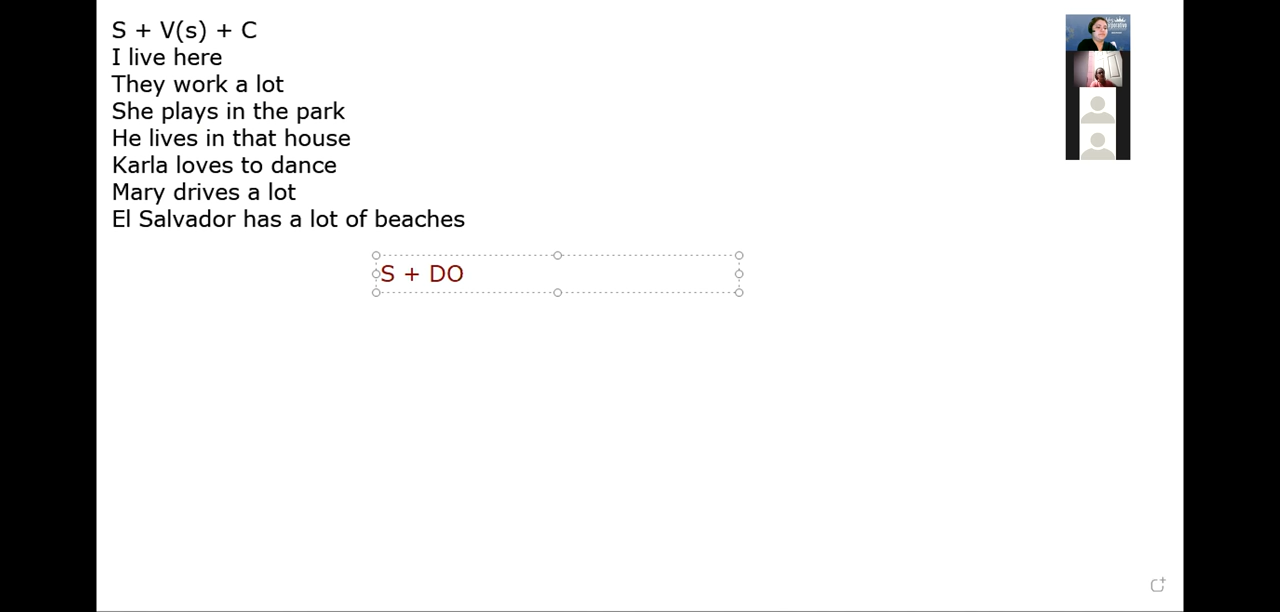 S + V(s) + C
I live here
They work a lot
She plays in the park
He lives in that house
Karla loves to dance
Mary drives a lot
El Salvador has a lot of beaches
S + DO